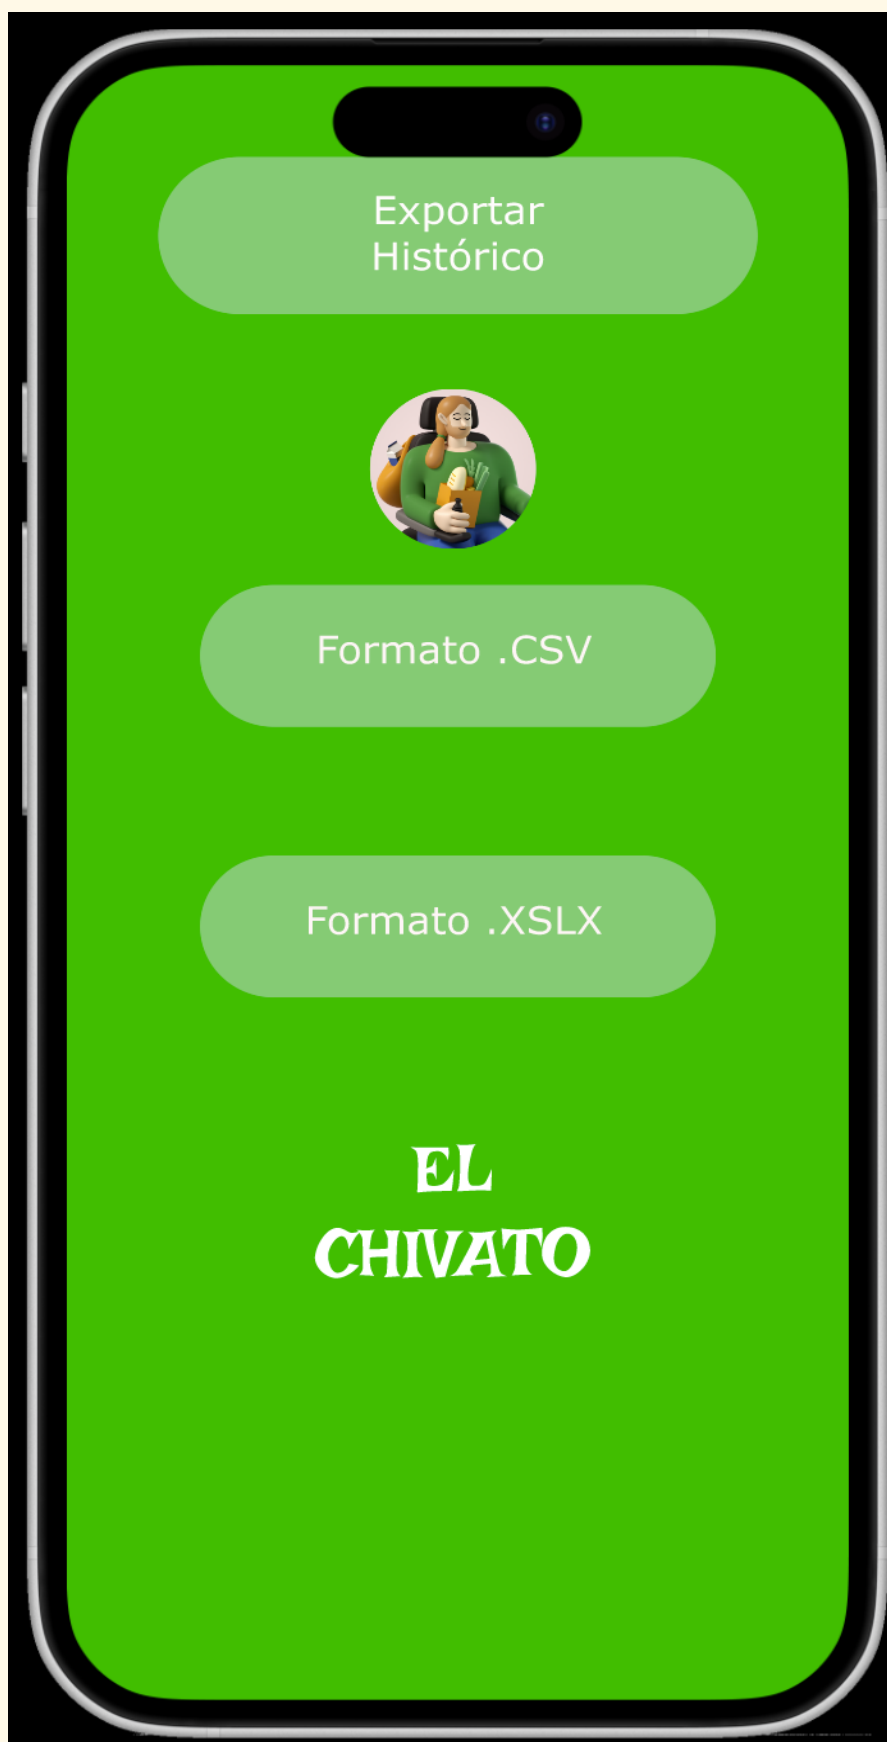 Exportar
Histórico
Formato .CSV
Formato .XSLX
EL
CHIVATO